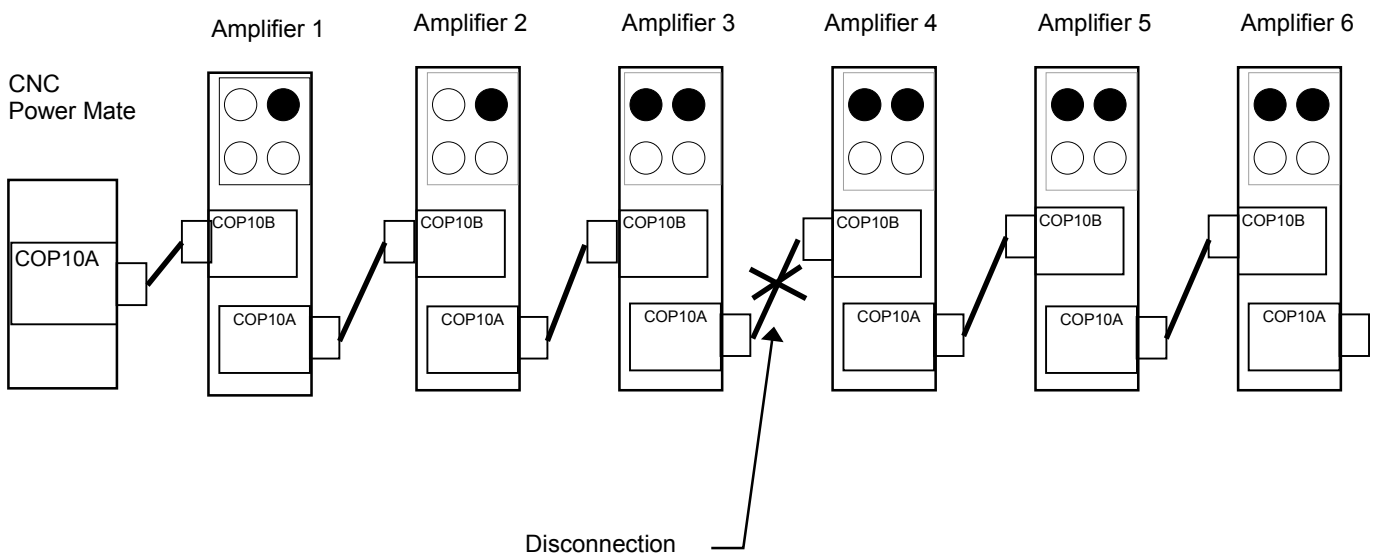 Amplifier 1
Amplifier 2
Amplifier 3
Amplifier 4
Amplifier 5
Amplifier 6
CNC
Power Mate
COP10A
COP10B
COP10B
COP10B
COP10B
COP10B
COP10B
COP10A
COP10A
COP10A
COP10A
COP10A
COP10A
Disconnection